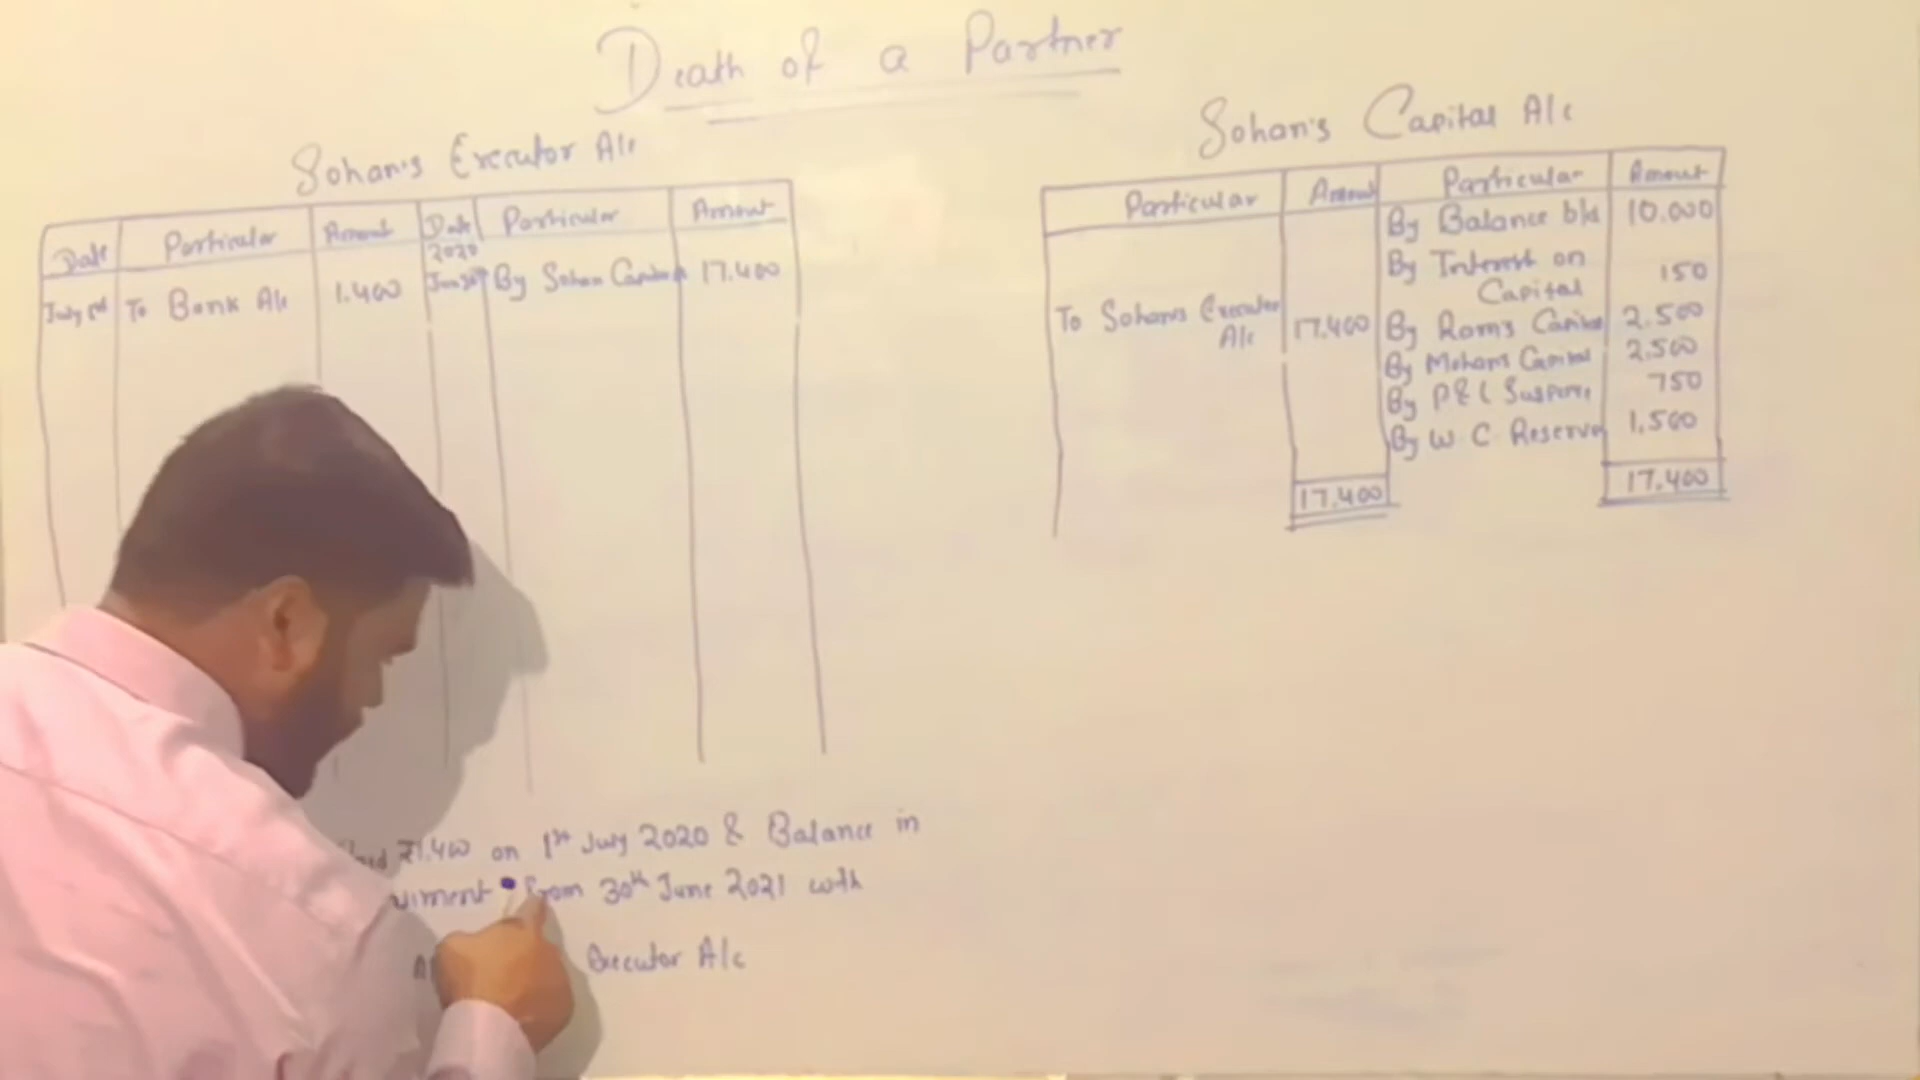 Death of a Partner
Sohan's Executor A/c
Date Particular Amount Date Particular Amount
2020
July 1st To Bank A/c 1.400 June 30th By Sohan Capital 17.400
Sohan's Capital A/c
Particular Amount Particular Amount
By Balance b/d 10.000
By Interest on
Capital 150
To Sohan's Executor
A/c 17.400 By Ram's Capital 2.500
By Mohan's Capital 2.500
By P&L Suspense 750
By W.C Reserve 1,500
17.400 17.400
₹1.400 on 1st July 2020 & Balance in
from 30th June 2021 with
Executor A/c